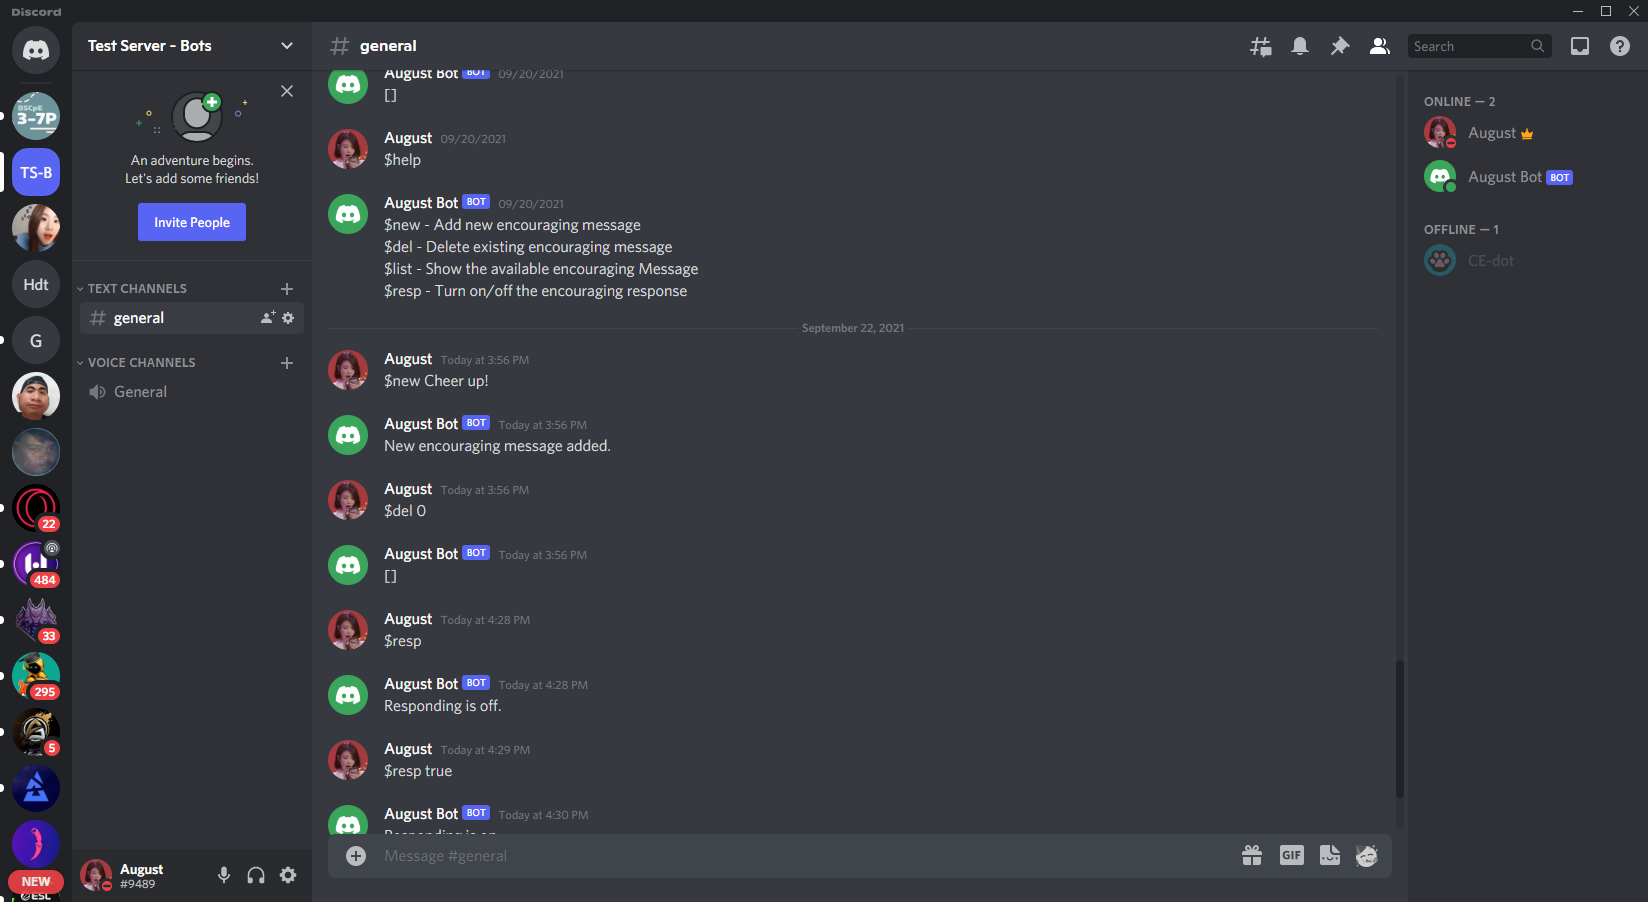 Discord
BSCpE
3-7P
TS-B
Hdt
G
22
484
33
295
5
NEW
ESL
Test Server - Bots
An adventure begins.
Let's add some friends!
Invite People
TEXT CHANNELS
general
VOICE CHANNELS
General
August
#9489
general
Search
August Bot BOT 09/20/2021
[]
August 09/20/2021
$help
August Bot BOT 09/20/2021
$new - Add new encouraging message
$del - Delete existing encouraging message
$list - Show the available encouraging Message
$resp - Turn on/off the encouraging response
September 22, 2021
August Today at 3:56 PM
$new Cheer up!
August Bot BOT Today at 3:56 PM
New encouraging message added.
August Today at 3:56 PM
$del 0
August Bot BOT Today at 3:56 PM
[]
August Today at 4:28 PM
$resp
August Bot BOT Today at 4:28 PM
Responding is off.
August Today at 4:29 PM
$resp true
August Bot BOT Today at 4:30 PM
Responding is on
Message #general
GIF
ONLINE — 2
August
August Bot BOT
OFFLINE — 1
CE-dot